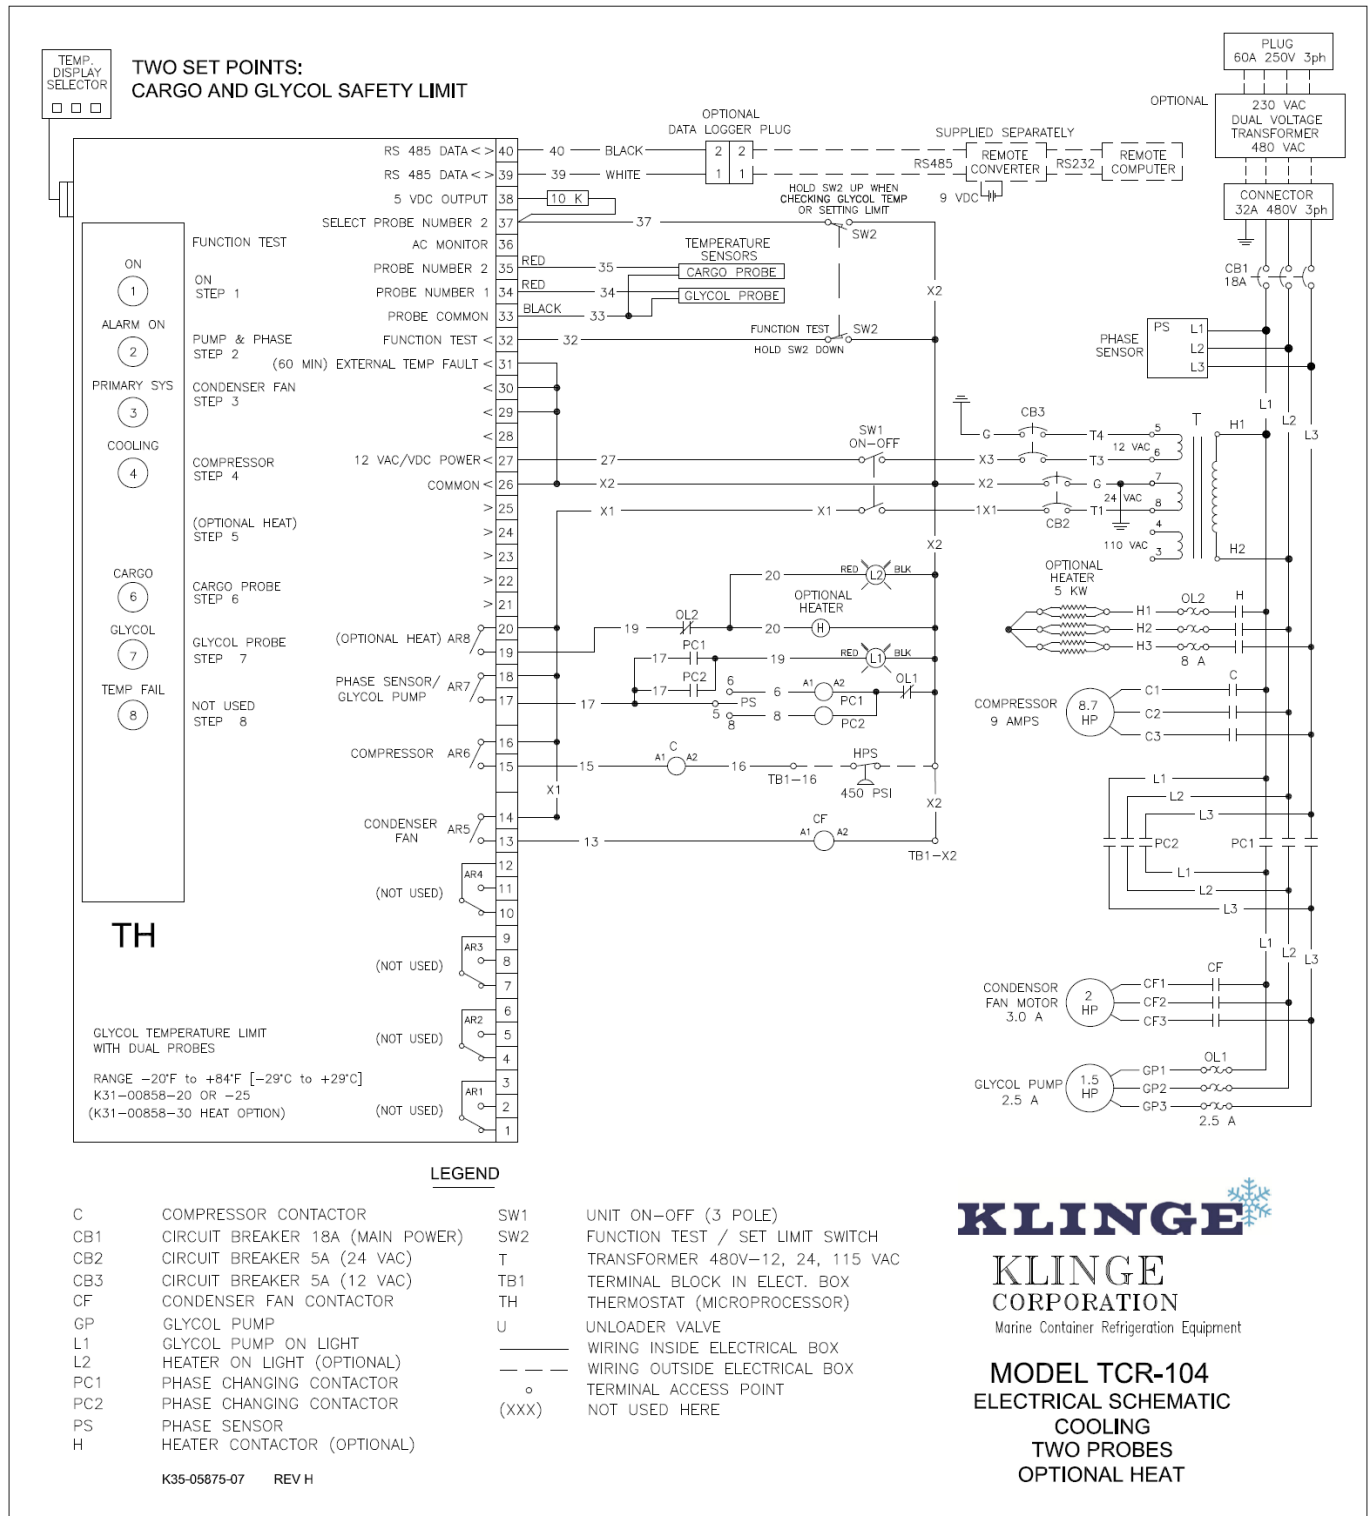 TEMP.
DISPLAY
SELECTOR
TWO SET POINTS:
CARGO AND GLYCOL SAFETY LIMIT
PLUG
60A 250V 3ph
OPTIONAL
230 VAC
DUAL VOLTAGE
TRANSFORMER
480 VAC
CONNECTOR
32A 480V 3ph
CB1
18A
OPTIONAL
DATA LOGGER PLUG
2 2
1 1
SUPPLIED SEPARATELY
RS485
REMOTE
CONVERTER
RS232
REMOTE
COMPUTER
9 VDC
RS 485 DATA<> 40 40 BLACK
RS 485 DATA<> 39 39 WHITE
5 VDC OUTPUT 38 10 K
SELECT PROBE NUMBER 2 37 37
AC MONITOR 36
PROBE NUMBER 2 35 RED 35
PROBE NUMBER 1 34 RED 34
PROBE COMMON 33 BLACK 33
FUNCTION TEST < 32 32
(60 MIN) EXTERNAL TEMP FAULT < 31
< 30
< 29
< 28
12 VAC/VDC POWER < 27 27
COMMON < 26 X2
> 25 X1
> 24
> 23
> 22
> 21
20
(OPTIONAL HEAT) AR8
19
PHASE SENSOR/
GLYCOL PUMP
AR7
18
17
COMPRESSOR AR6
16
15
X1
CONDENSER
FAN
AR5
14
13
12
11
10
AR4
(NOT USED)
9
8
7
AR3
(NOT USED)
6
5
4
AR2
(NOT USED)
3
2
1
AR1
(NOT USED)
HOLD SW2 UP WHEN
CHECKING GLYCOL TEMP
OR SETTING LIMIT
SW2
TEMPERATURE
SENSORS
CARGO PROBE
GLYCOL PROBE
X2
FUNCTION TEST SW2
HOLD SW2 DOWN
SW1
ON-OFF
X1
G
CB3
T4
X3
T3
X2
G
1X1
CB2
T1
5
12 VAC
6
7
24 VAC
8
4
110 VAC
3
T
H1
H2
X2
PHASE
SENSOR
PS
L1
L2
L3
L1
L2
L3
FUNCTION TEST
ON
1
ON
STEP 1
ALARM ON
2
PUMP & PHASE
STEP 2
PRIMARY SYS
3
CONDENSER FAN
STEP 3
COOLING
4
COMPRESSOR
STEP 4
(OPTIONAL HEAT)
STEP 5
CARGO
6
CARGO PROBE
STEP 6
GLYCOL
7
GLYCOL PROBE
STEP 7
TEMP FAIL
8
NOT USED
STEP 8
TH
GLYCOL TEMPERATURE LIMIT
WITH DUAL PROBES
RANGE -20°F to +84°F [-29°C to +29°C]
K31-00858-20 OR -25
(K31-00858-30 HEAT OPTION)
20 RED L2 BLK
OPTIONAL
HEATER
19 OL2 20 H
17 PC1 19 RED L1 BLK
17 PC2
17 PS 6 6 A1 A2 PC1 OL1
5 8 8 PC2
15 A1 C A2 16 TB1-16
HPS
450 PSI
X2
13 A1 CF A2
TB1-X2
OPTIONAL
HEATER
5 KW
OL2
H
H1
H2
H3
8 A
COMPRESSOR
9 AMPS
8.7
HP
C
C1
C2
C3
L1
L2
L3
PC2
PC1
L1
L2
L3
L1
L2
L3
CONDENSOR
FAN MOTOR
3.0 A
2
HP
CF
CF1
CF2
CF3
GLYCOL PUMP
2.5 A
1.5
HP
OL1
GP1
GP2
GP3
2.5 A
LEGEND
C COMPRESSOR CONTACTOR
CB1 CIRCUIT BREAKER 18A (MAIN POWER)
CB2 CIRCUIT BREAKER 5A (24 VAC)
CB3 CIRCUIT BREAKER 5A (12 VAC)
CF CONDENSER FAN CONTACTOR
GP GLYCOL PUMP
L1 GLYCOL PUMP ON LIGHT
L2 HEATER ON LIGHT (OPTIONAL)
PC1 PHASE CHANGING CONTACTOR
PC2 PHASE CHANGING CONTACTOR
PS PHASE SENSOR
H HEATER CONTACTOR (OPTIONAL)
SW1 UNIT ON-OFF (3 POLE)
SW2 FUNCTION TEST / SET LIMIT SWITCH
T TRANSFORMER 480V-12, 24, 115 VAC
TB1 TERMINAL BLOCK IN ELECT. BOX
TH THERMOSTAT (MICROPROCESSOR)
U UNLOADER VALVE
WIRING INSIDE ELECTRICAL BOX
WIRING OUTSIDE ELECTRICAL BOX
TERMINAL ACCESS POINT
(XXX) NOT USED HERE
K35-05875-07 REV H
KLINGE
KLINGE
CORPORATION
Marine Container Refrigeration Equipment
MODEL TCR-104
ELECTRICAL SCHEMATIC
COOLING
TWO PROBES
OPTIONAL HEAT